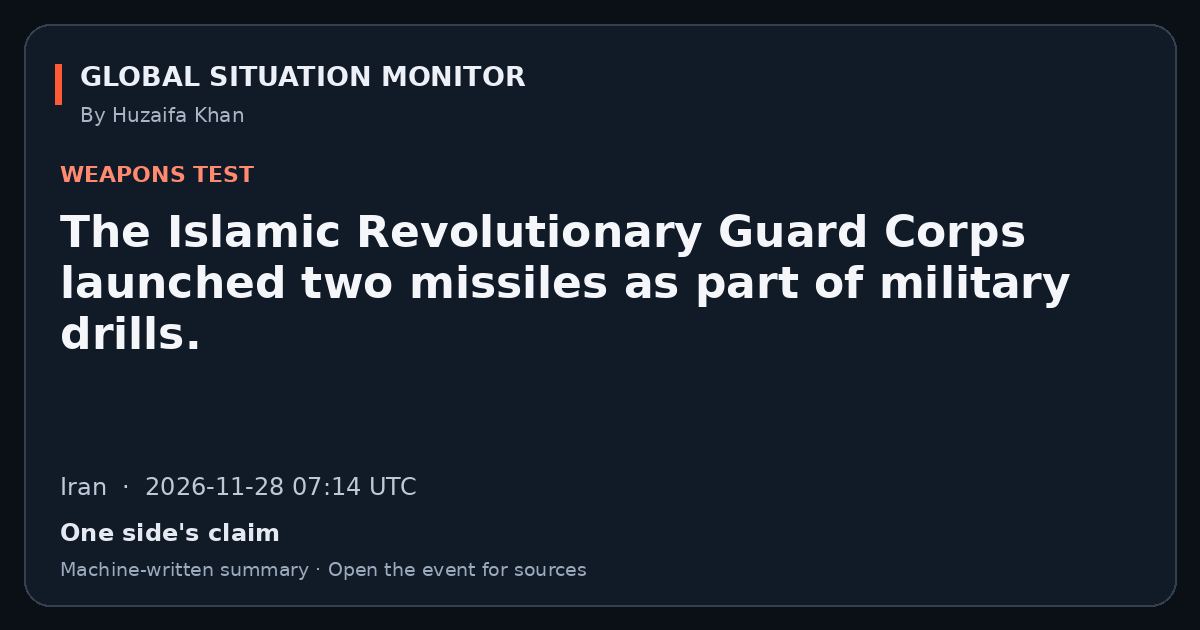 GLOBAL SITUATION MONITOR
By Huzaifa Khan
WEAPONS TEST
The Islamic Revolutionary Guard Corps
launched two missiles as part of military
drills.
Iran · 2026-11-28 07:14 UTC
One side's claim
Machine-written summary · Open the event for sources